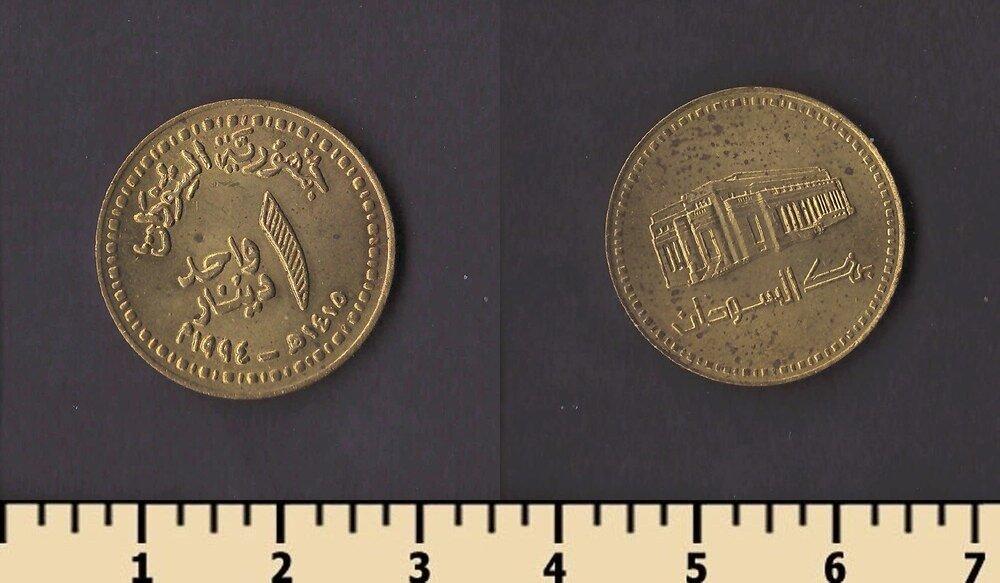 جمهورية السودان
١
واحد
دينار
١٤١٥هـ - ١٩٩٤م
بنك السودان
1 2 3 4 5 6 7